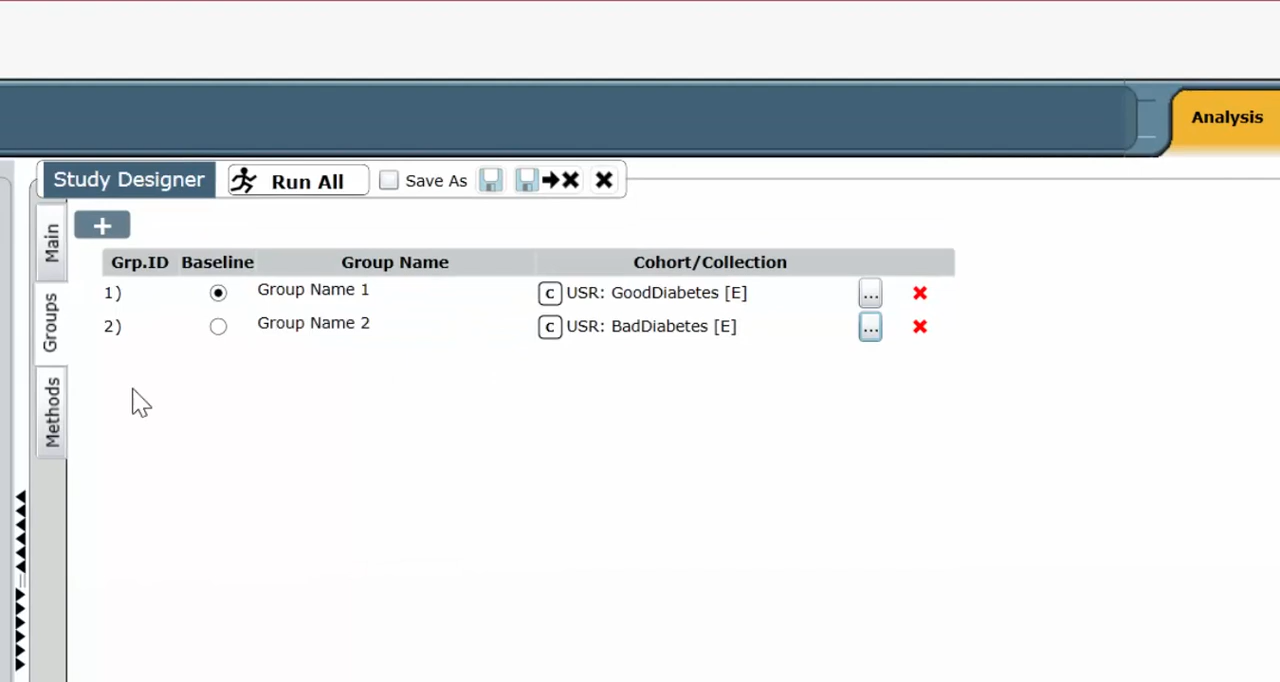 Analysis
Study Designer Run All Save As
+
Main
Groups
Methods
Grp.ID Baseline Group Name Cohort/Collection
1) Group Name 1 C USR: GoodDiabetes [E] ...
2) Group Name 2 C USR: BadDiabetes [E] ...